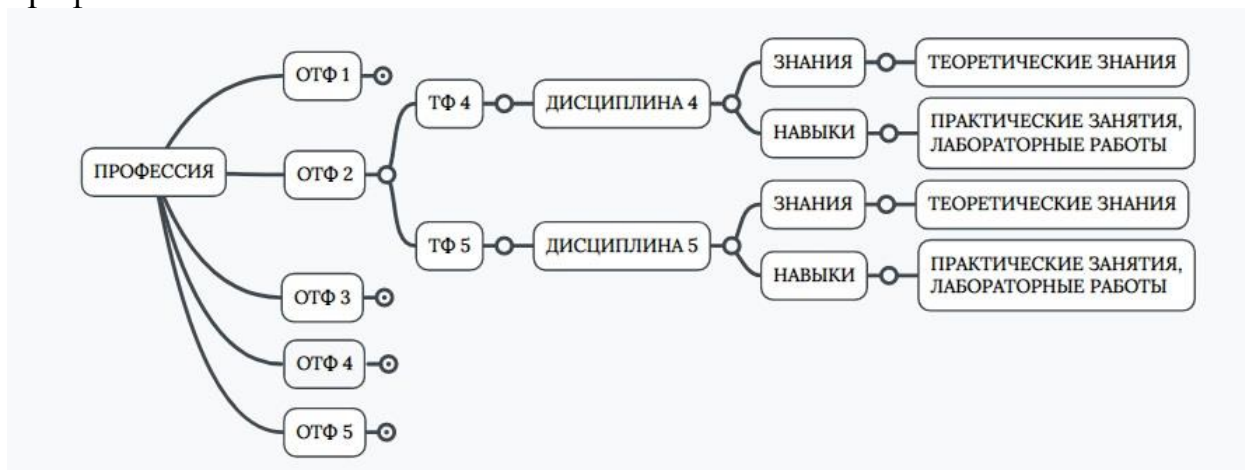 ПРОФЕССИЯ
ОТФ 1
ОТФ 2
ТФ 4
ДИСЦИПЛИНА 4
ЗНАНИЯ
ТЕОРЕТИЧЕСКИЕ ЗНАНИЯ
НАВЫКИ
ПРАКТИЧЕСКИЕ ЗАНЯТИЯ,
ЛАБОРАТОРНЫЕ РАБОТЫ
ТФ 5
ДИСЦИПЛИНА 5
ЗНАНИЯ
ТЕОРЕТИЧЕСКИЕ ЗНАНИЯ
НАВЫКИ
ПРАКТИЧЕСКИЕ ЗАНЯТИЯ,
ЛАБОРАТОРНЫЕ РАБОТЫ
ОТФ 3
ОТФ 4
ОТФ 5